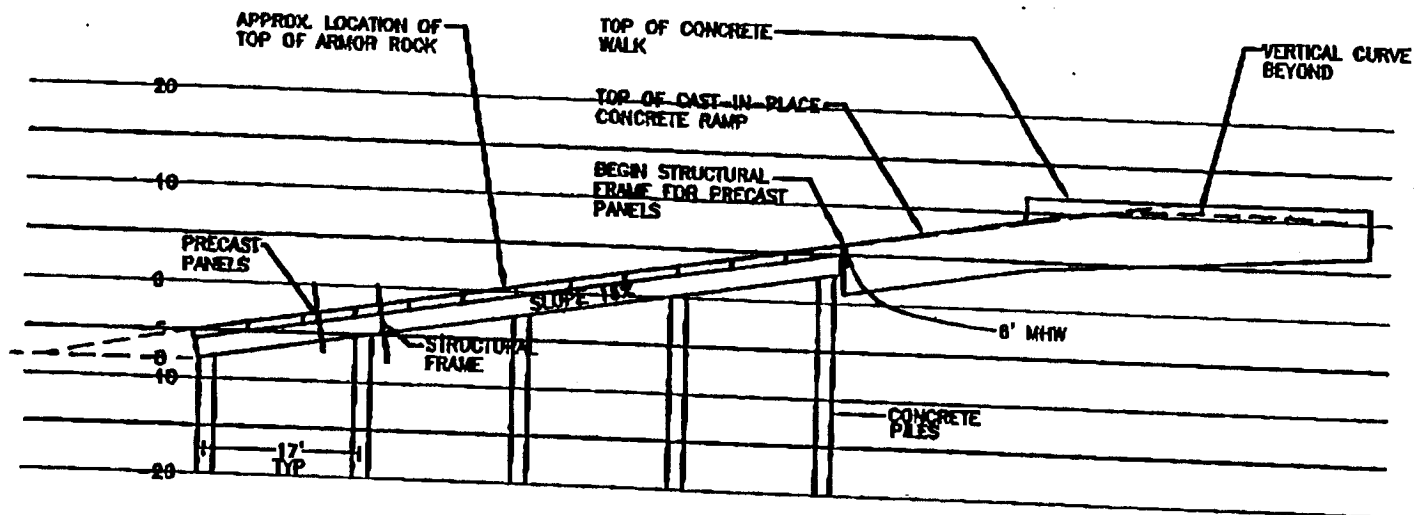 APPROX. LOCATION OF
TOP OF ARMOR ROCK
TOP OF CONCRETE
WALK
VERTICAL CURVE
BEYOND
20
TOP OF CAST-IN-PLACE
CONCRETE RAMP
10
BEGIN STRUCTURAL
FRAME FOR PRECAST
PANELS
PRECAST
PANELS
0
SLOPE 15%
6' MHW
STRUCTURAL
FRAME
10
CONCRETE
PILES
17'
TYP
20